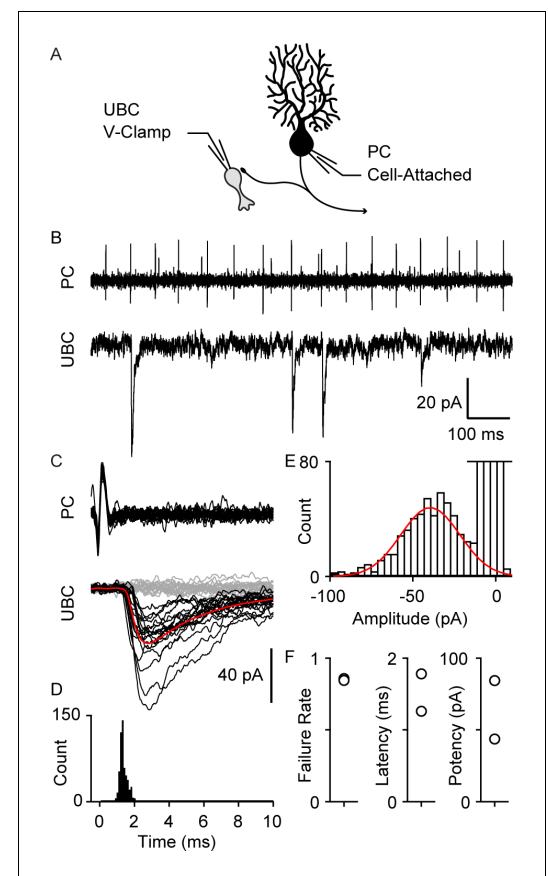 A
UBC
V-Clamp
PC
Cell-Attached
B
PC
UBC
20 pA
100 ms
C
PC
UBC
40 pA
D
150
Count
0
0 2 4 6 8 10
Time (ms)
E
80
Count
0
-100 -50 0
Amplitude (pA)
F
1
Failure Rate
0
2
Latency (ms)
0
100
Potency (pA)
0